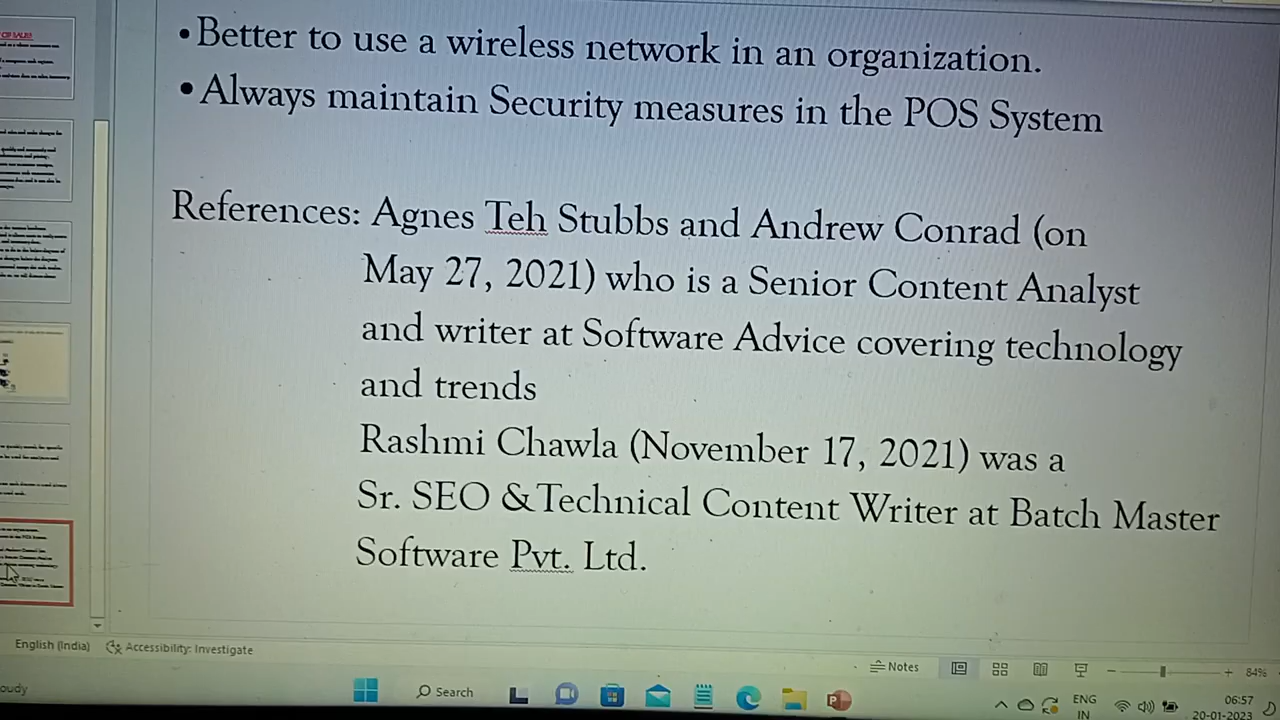 • Better to use a wireless network in an organization.
• Always maintain Security measures in the POS System
References: Agnes Teh Stubbs and Andrew Conrad (on
May 27, 2021) who is a Senior Content Analyst
and writer at Software Advice covering technology
and trends
Rashmi Chawla (November 17, 2021) was a
Sr. SEO & Technical Content Writer at Batch Master
Software Pvt. Ltd.
English (India) Accessibility: Investigate
Notes
84%
Search
ENG
IN
06:57
20-01-2023